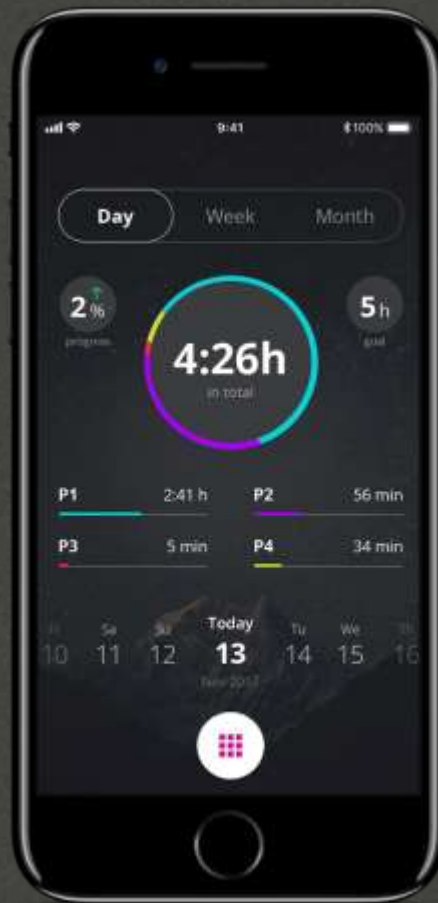 9:41
100%
Day Week Month
2%
progress
4:26h
in total
5h
goal
P1 2:41 h
P2 56 min
P3 5 min
P4 34 min
Today
Sa Su Tu We Th
10 11 12 13 14 15 16
Nov 2017